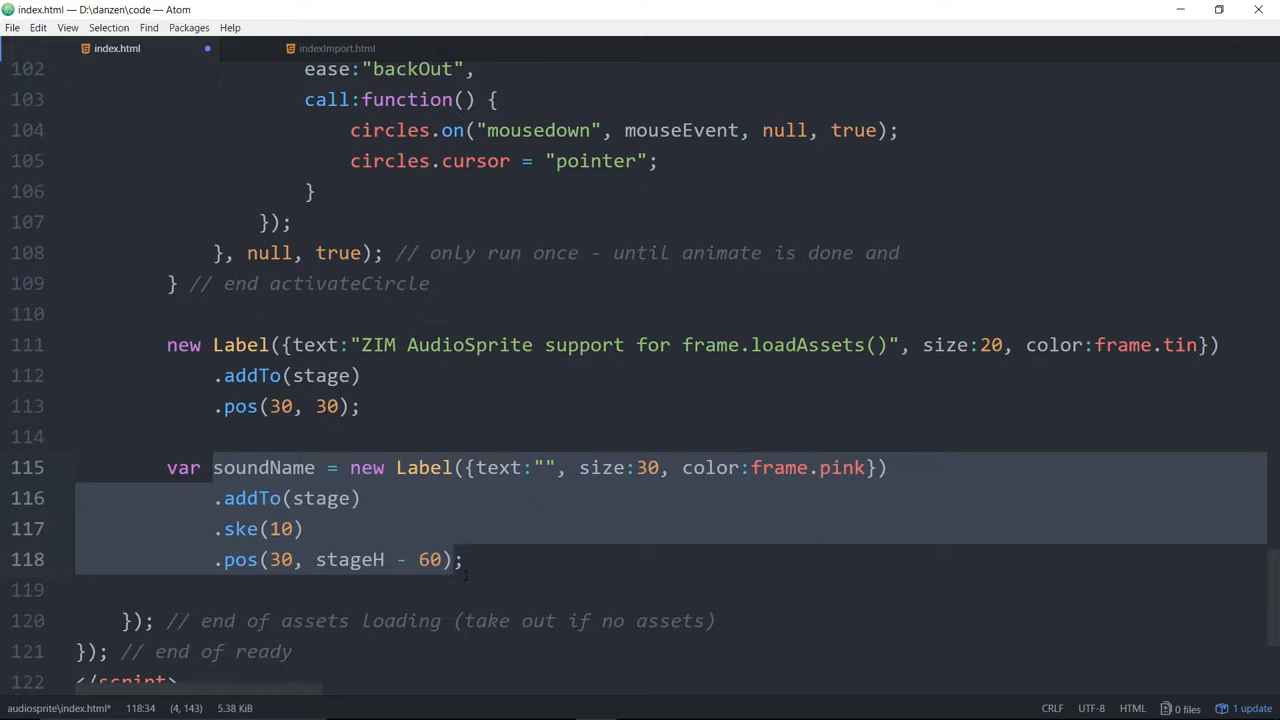 index.html — D:\danzen\code — Atom
File Edit View Selection Find Packages Help
index.html indexImport.html
102 ease:"backOut",
103 call:function() {
104 circles.on("mousedown", mouseEvent, null, true);
105 circles.cursor = "pointer";
106 }
107 });
108 }, null, true); // only run once - until animate is done and
109 } // end activateCircle
110
111 new Label({text:"ZIM AudioSprite support for frame.loadAssets()", size:20, color:frame.tin})
112 .addTo(stage)
113 .pos(30, 30);
114
115 var soundName = new Label({text:"", size:30, color:frame.pink})
116 .addTo(stage)
117 .ske(10)
118 .pos(30, stageH - 60);
119
120 }); // end of assets loading (take out if no assets)
121 }); // end of ready
122 </script>
audiosprite\index.html* 118:34 (4, 143) 5.38 KiB CRLF UTF-8 HTML 0 files 1 update